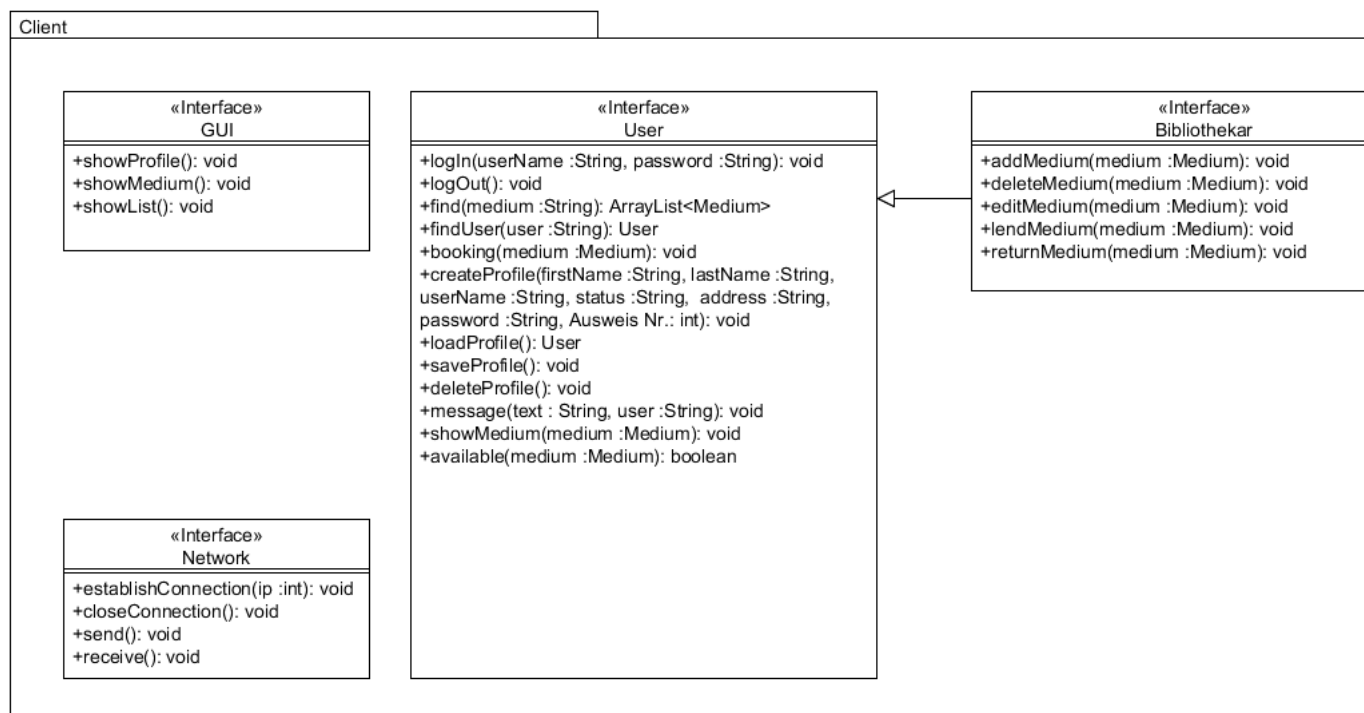 Client
«Interface»
GUI
+showProfile(): void
+showMedium(): void
+showList(): void
«Interface»
User
+logIn(userName :String, password :String): void
+logOut(): void
+find(medium :String): ArrayList<Medium>
+findUser(user :String): User
+booking(medium :Medium): void
+createProfile(firstName :String, lastName :String,
userName :String, status :String,  address :String,
password :String, Ausweis Nr.: int): void
+loadProfile(): User
+saveProfile(): void
+deleteProfile(): void
+message(text : String, user :String): void
+showMedium(medium :Medium): void
+available(medium :Medium): boolean
«Interface»
Bibliothekar
+addMedium(medium :Medium): void
+deleteMedium(medium :Medium): void
+editMedium(medium :Medium): void
+lendMedium(medium :Medium): void
+returnMedium(medium :Medium): void
«Interface»
Network
+establishConnection(ip :int): void
+closeConnection(): void
+send(): void
+receive(): void